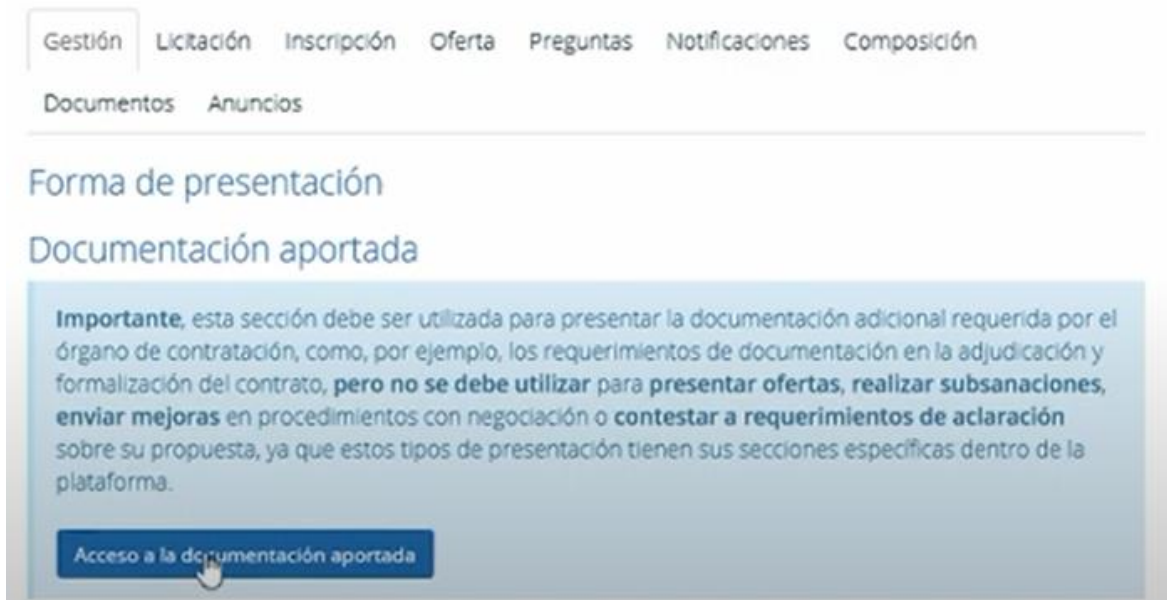 Gestión Licitación Inscripción Oferta Preguntas Notificaciones Composición
Documentos Anuncios
Forma de presentación
Documentación aportada
Importante, esta sección debe ser utilizada para presentar la documentación adicional requerida por el
órgano de contratación, como, por ejemplo, los requerimientos de documentación en la adjudicación y
formalización del contrato, pero no se debe utilizar para presentar ofertas, realizar subsanaciones,
enviar mejoras en procedimientos con negociación o contestar a requerimientos de aclaración
sobre su propuesta, ya que estos tipos de presentación tienen sus secciones específicas dentro de la
plataforma.
Acceso a la documentación aportada